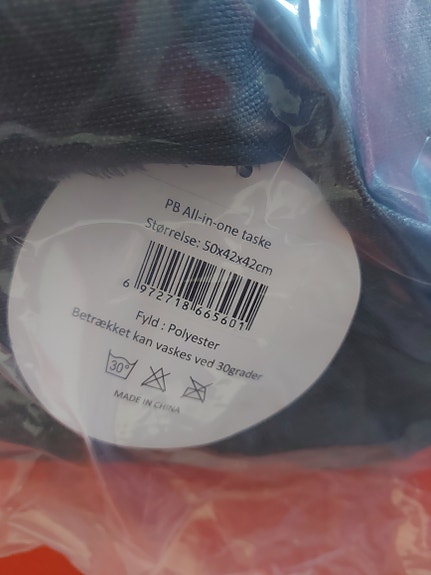 PB All-in-one taske
Størrelse: 50x42x42cm
6 972718 665601
Fyld : Polyester
Betrækket kan vaskes ved 30grader
30°
MADE IN CHINA